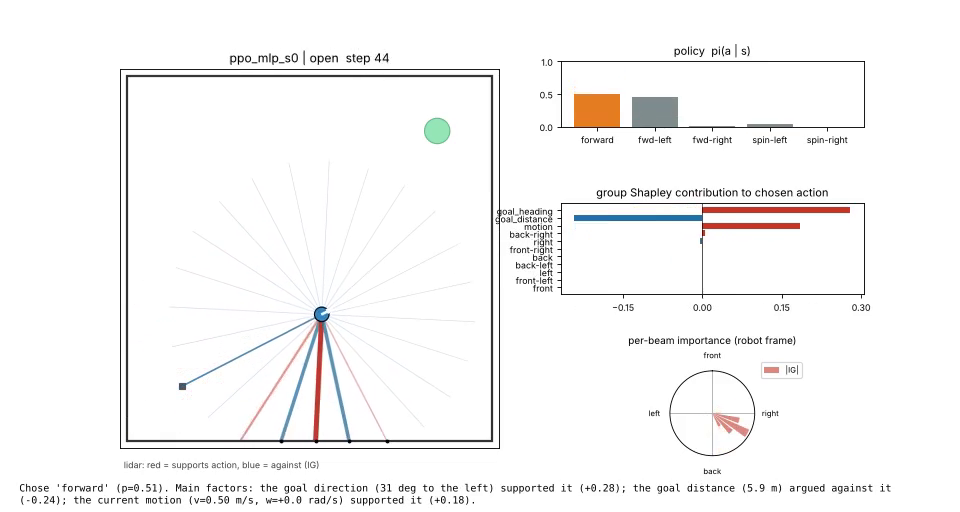 ppo_mlp_s0 | open  step 44
lidar: red = supports action, blue = against (IG)
policy  pi(a | s)
1.0
0.5
0.0
forward
fwd-left
fwd-right
spin-left
spin-right
group Shapley contribution to chosen action
goal_heading
goal_distance
motion
back-right
right
front-right
back
back-left
left
front-left
front
−0.15
0.00
0.15
0.30
per-beam importance (robot frame)
front
|IG|
left
right
back
Chose 'forward' (p=0.51). Main factors: the goal direction (31 deg to the left) supported it (+0.28); the goal distance (5.9 m) argued against it
(-0.24); the current motion (v=0.50 m/s, w=+0.0 rad/s) supported it (+0.18).